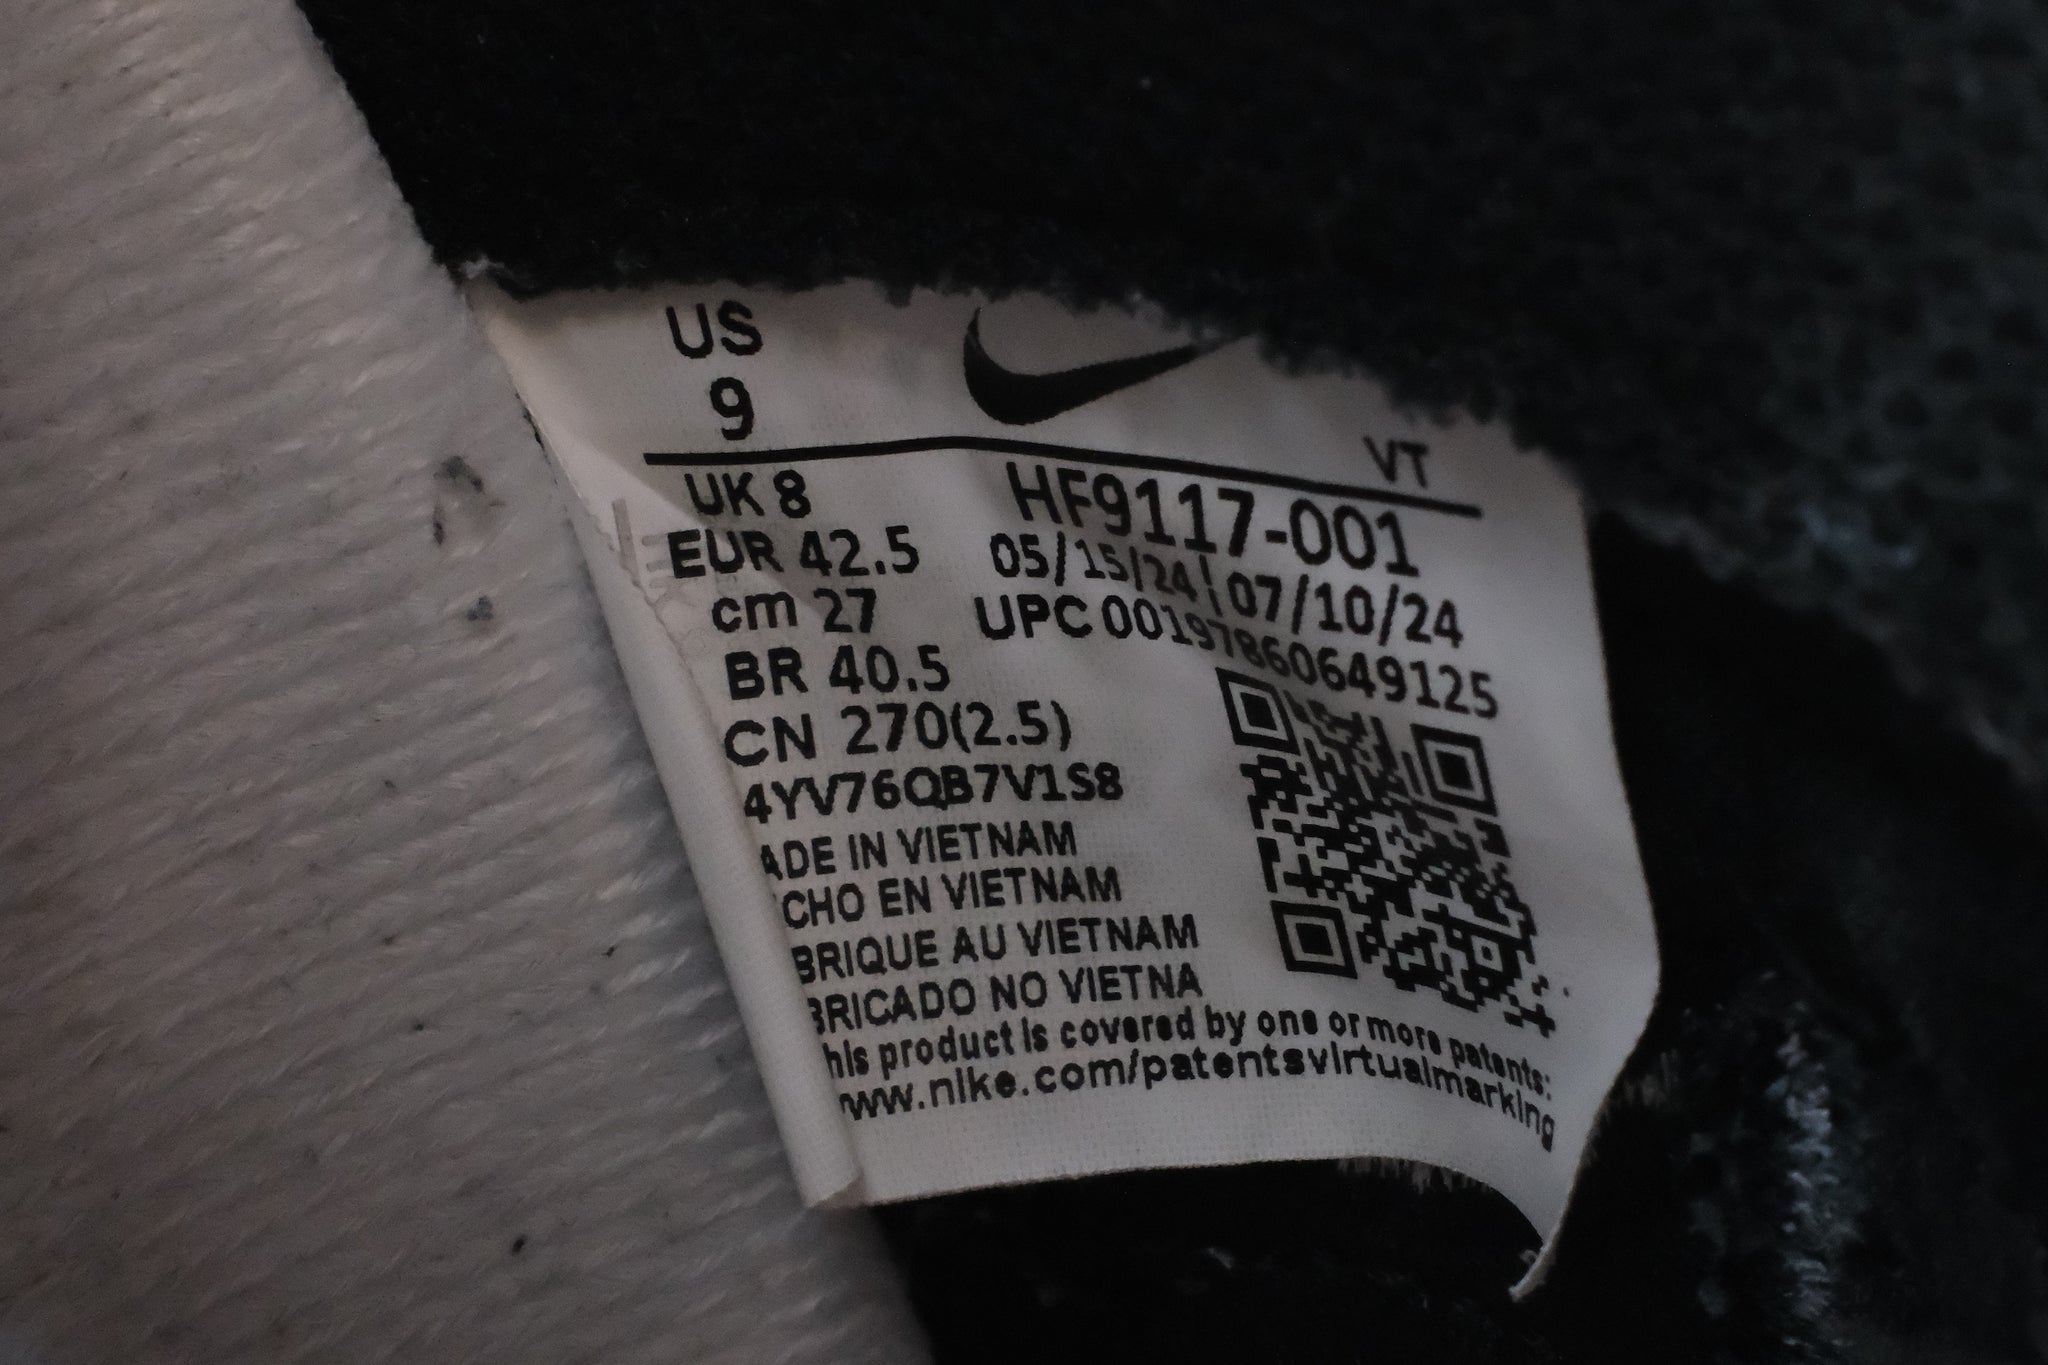 US
9
VT
UK 8
HF9117-001
EUR 42.5
05/15/24 | 07/10/24
cm 27
UPC 00197860649125
BR 40.5
CN 270(2.5)
4YV76QB7V1S8
ADE IN VIETNAM
CHO EN VIETNAM
BRIQUE AU VIETNAM
BRICADO NO VIETNA
his product is covered by one or more patents:
www.nike.com/patentsvirtualmarking